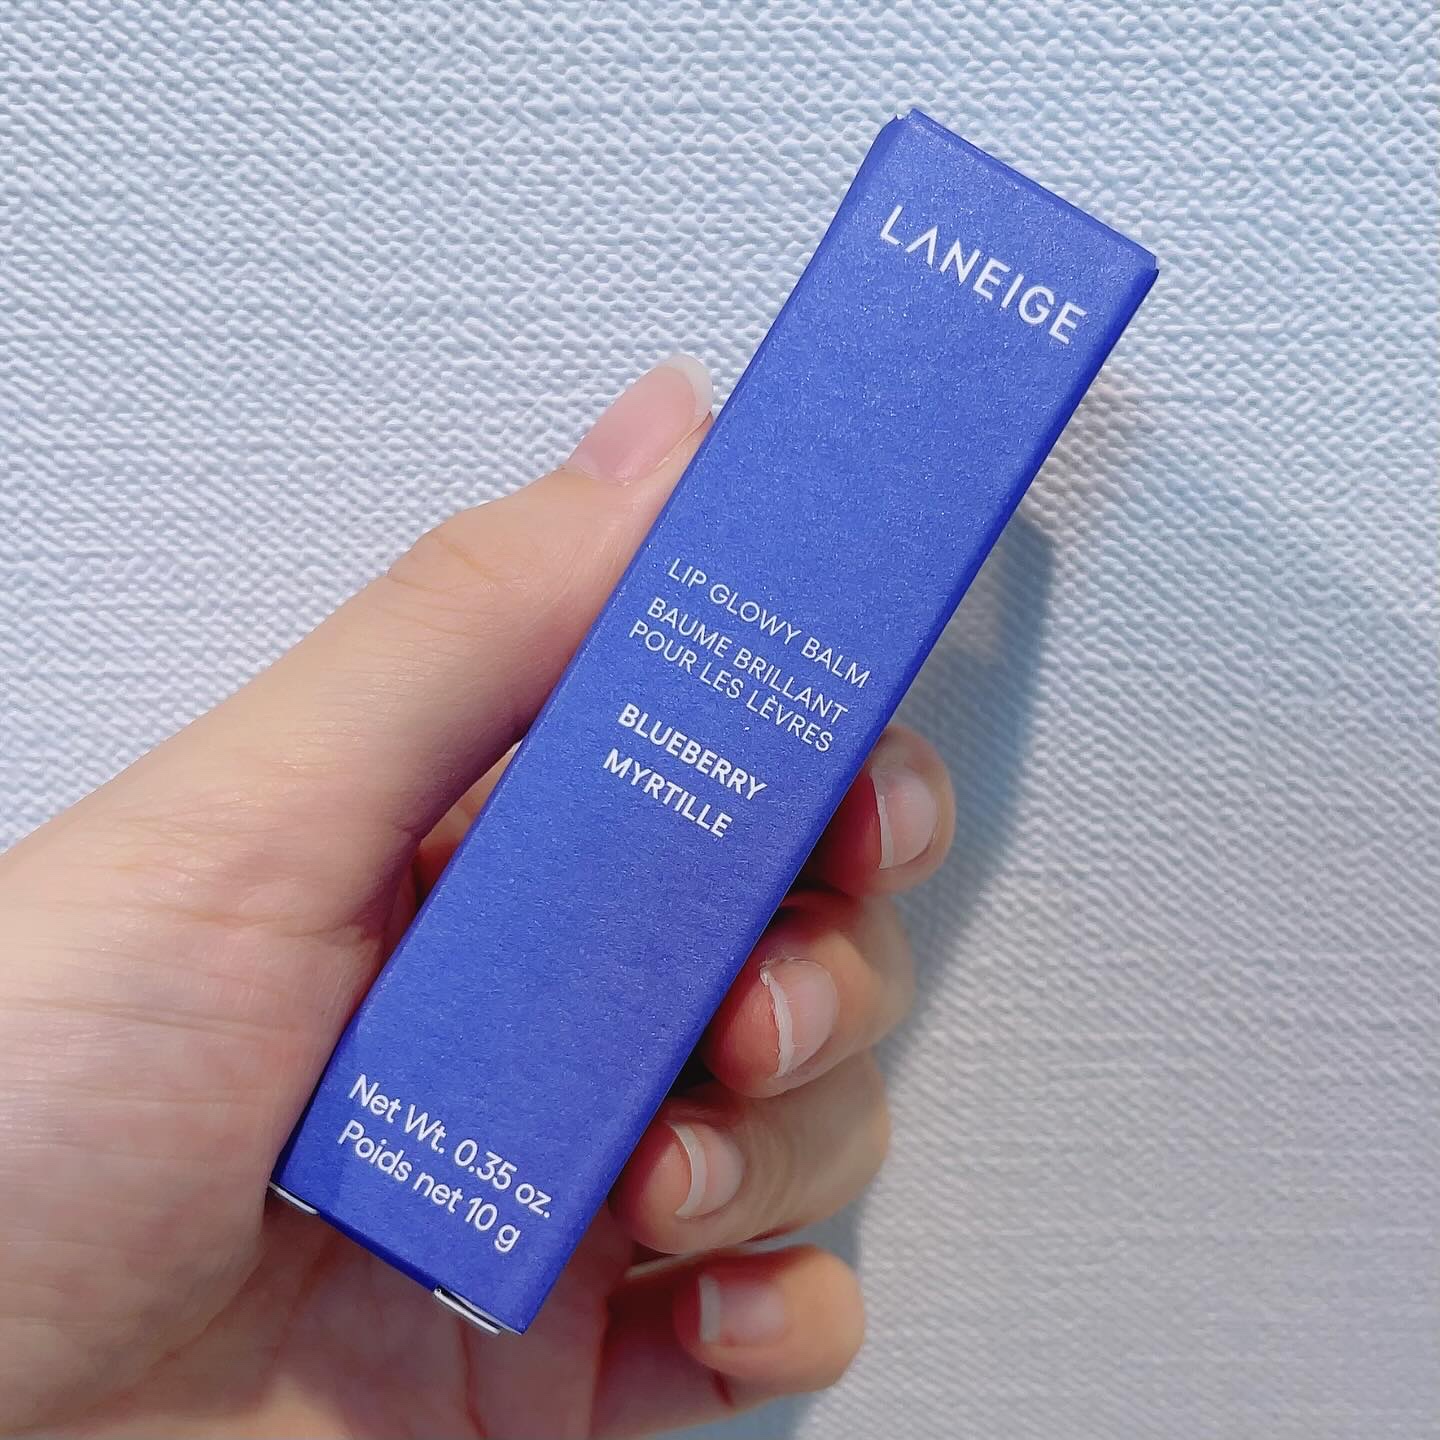 LANEIGE
LIP GLOWY BALM
BAUME BRILLANT
POUR LES LÈVRES
BLUEBERRY
MYRTILLE
Net Wt. 0.35 oz.
Poids net 10 g